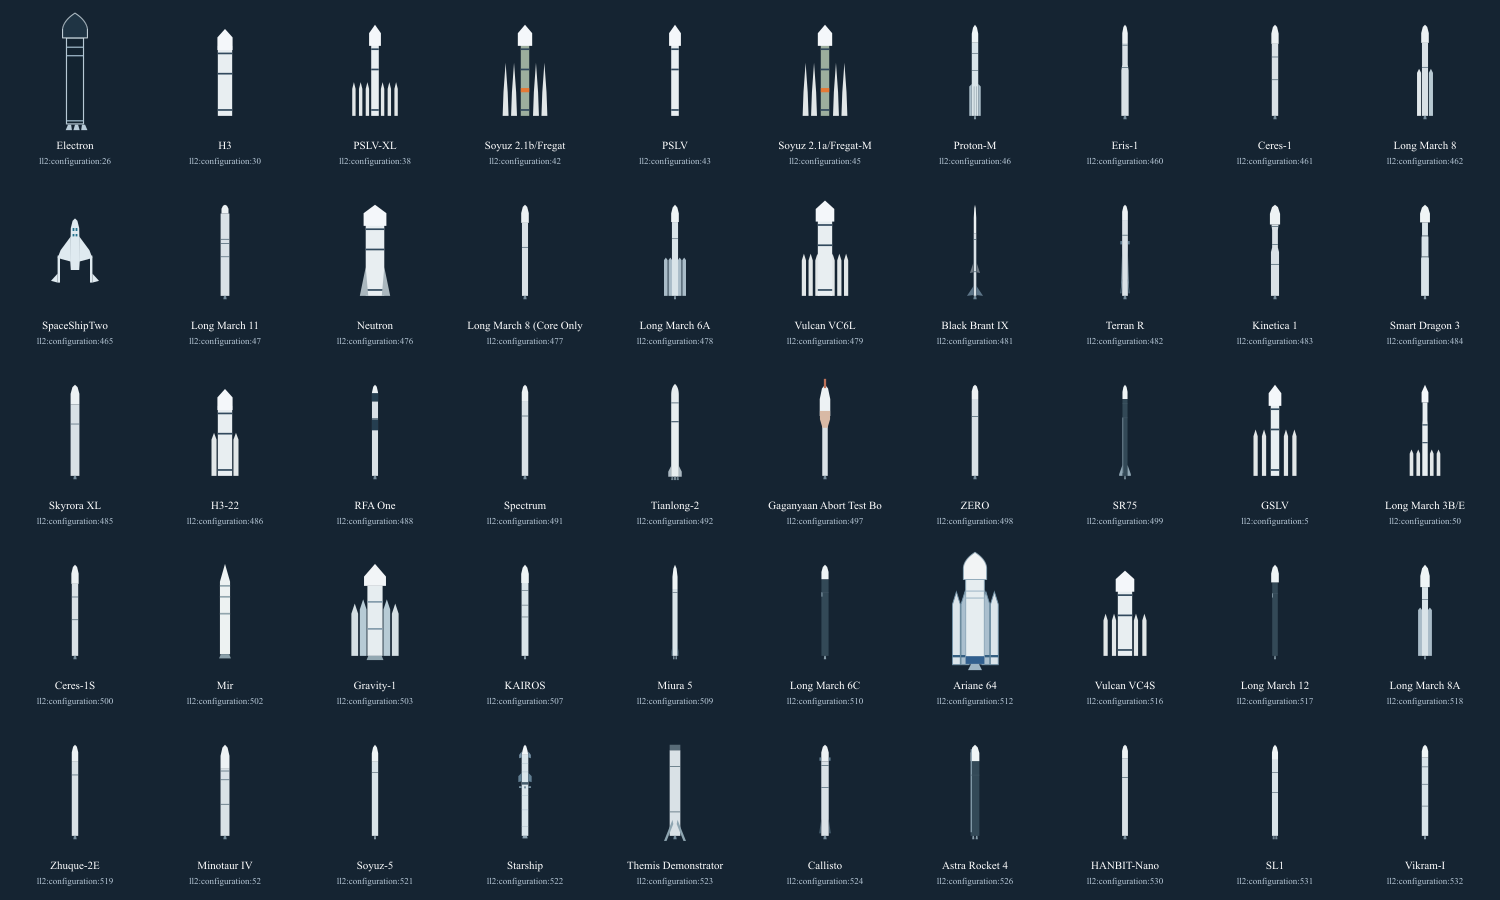 Electron
ll2:configuration:26
H3
ll2:configuration:30
PSLV-XL
ll2:configuration:38
Soyuz 2.1b/Fregat
ll2:configuration:42
PSLV
ll2:configuration:43
Soyuz 2.1a/Fregat-M
ll2:configuration:45
Proton-M
ll2:configuration:46
Eris-1
ll2:configuration:460
Ceres-1
ll2:configuration:461
Long March 8
ll2:configuration:462
SpaceShipTwo
ll2:configuration:465
Long March 11
ll2:configuration:47
Neutron
ll2:configuration:476
Long March 8 (Core Only
ll2:configuration:477
Long March 6A
ll2:configuration:478
Vulcan VC6L
ll2:configuration:479
Black Brant IX
ll2:configuration:481
Terran R
ll2:configuration:482
Kinetica 1
ll2:configuration:483
Smart Dragon 3
ll2:configuration:484
Skyrora XL
ll2:configuration:485
H3-22
ll2:configuration:486
RFA One
ll2:configuration:488
Spectrum
ll2:configuration:491
Tianlong-2
ll2:configuration:492
Gaganyaan Abort Test Bo
ll2:configuration:497
ZERO
ll2:configuration:498
SR75
ll2:configuration:499
GSLV
ll2:configuration:5
Long March 3B/E
ll2:configuration:50
Ceres-1S
ll2:configuration:500
Mir
ll2:configuration:502
Gravity-1
ll2:configuration:503
KAIROS
ll2:configuration:507
Miura 5
ll2:configuration:509
Long March 6C
ll2:configuration:510
Ariane 64
ll2:configuration:512
Vulcan VC4S
ll2:configuration:516
Long March 12
ll2:configuration:517
Long March 8A
ll2:configuration:518
Zhuque-2E
ll2:configuration:519
Minotaur IV
ll2:configuration:52
Soyuz-5
ll2:configuration:521
Starship
ll2:configuration:522
Themis Demonstrator
ll2:configuration:523
Callisto
ll2:configuration:524
Astra Rocket 4
ll2:configuration:526
HANBIT-Nano
ll2:configuration:530
SL1
ll2:configuration:531
Vikram-I
ll2:configuration:532